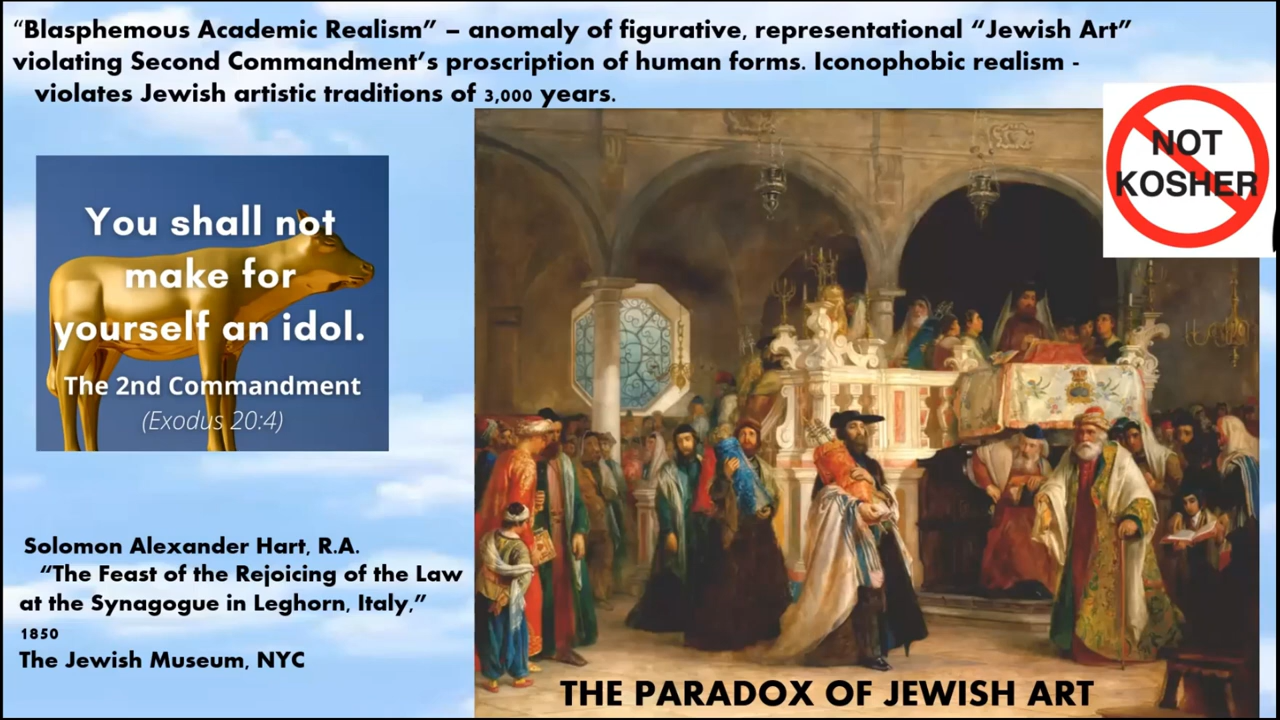 “Blasphemous Academic Realism” – anomaly of figurative, representational “Jewish Art”
violating Second Commandment’s proscription of human forms. Iconophobic realism -
violates Jewish artistic traditions of 3,000 years.
NOT
KOSHER
You shall not
make for
yourself an idol.
The 2nd Commandment
(Exodus 20:4)
Solomon Alexander Hart, R.A.
“The Feast of the Rejoicing of the Law
at the Synagogue in Leghorn, Italy,”
1850
The Jewish Museum, NYC
THE PARADOX OF JEWISH ART